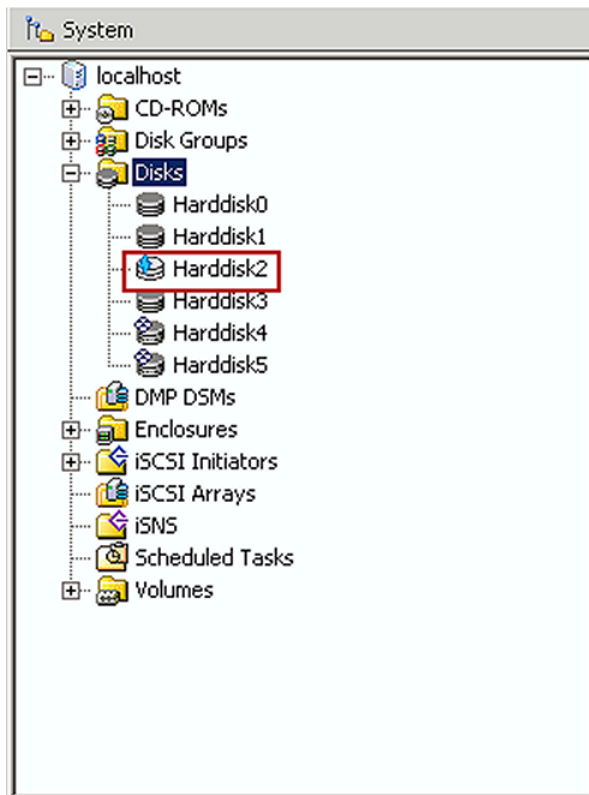 System
localhost
CD-ROMs
Disk Groups
Disks
Harddisk0
Harddisk1
Harddisk2
Harddisk3
Harddisk4
Harddisk5
DMP DSMs
Enclosures
iSCSI Initiators
iSCSI Arrays
iSNS
Scheduled Tasks
Volumes